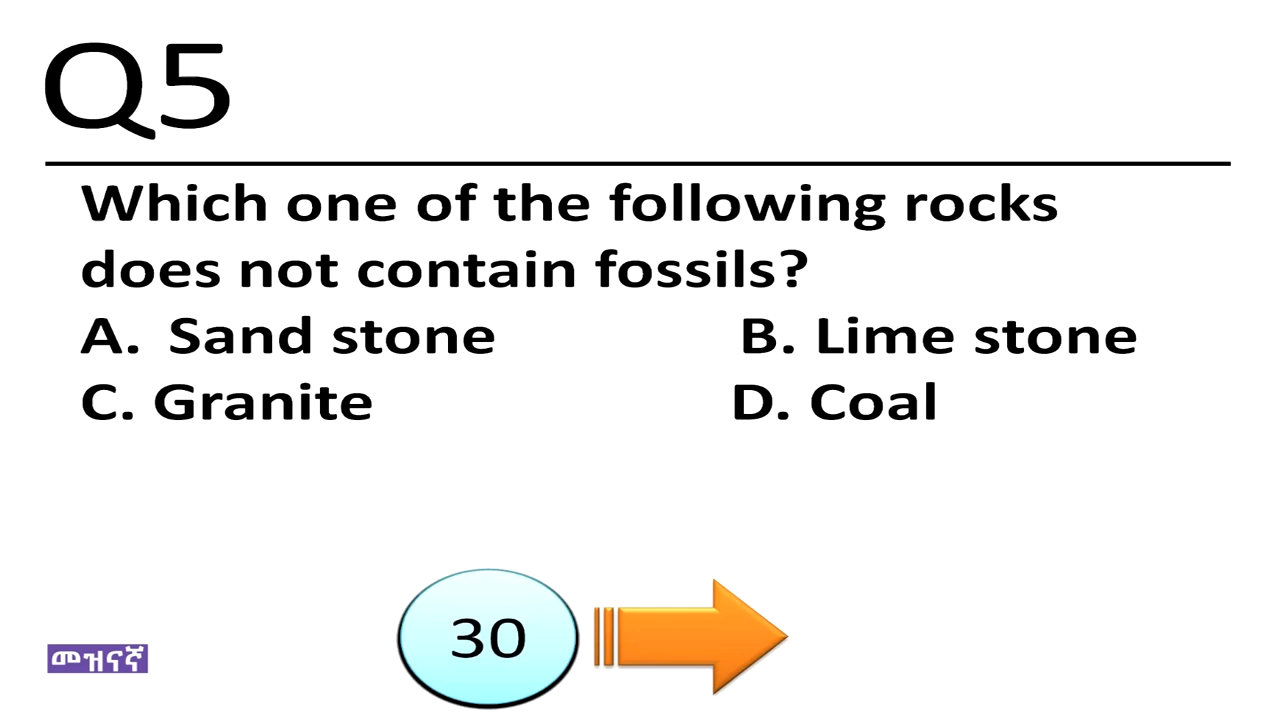 Q5
Which one of the following rocks
does not contain fossils?
A. Sand stone B. Lime stone
C. Granite D. Coal
30
መዝናኛ